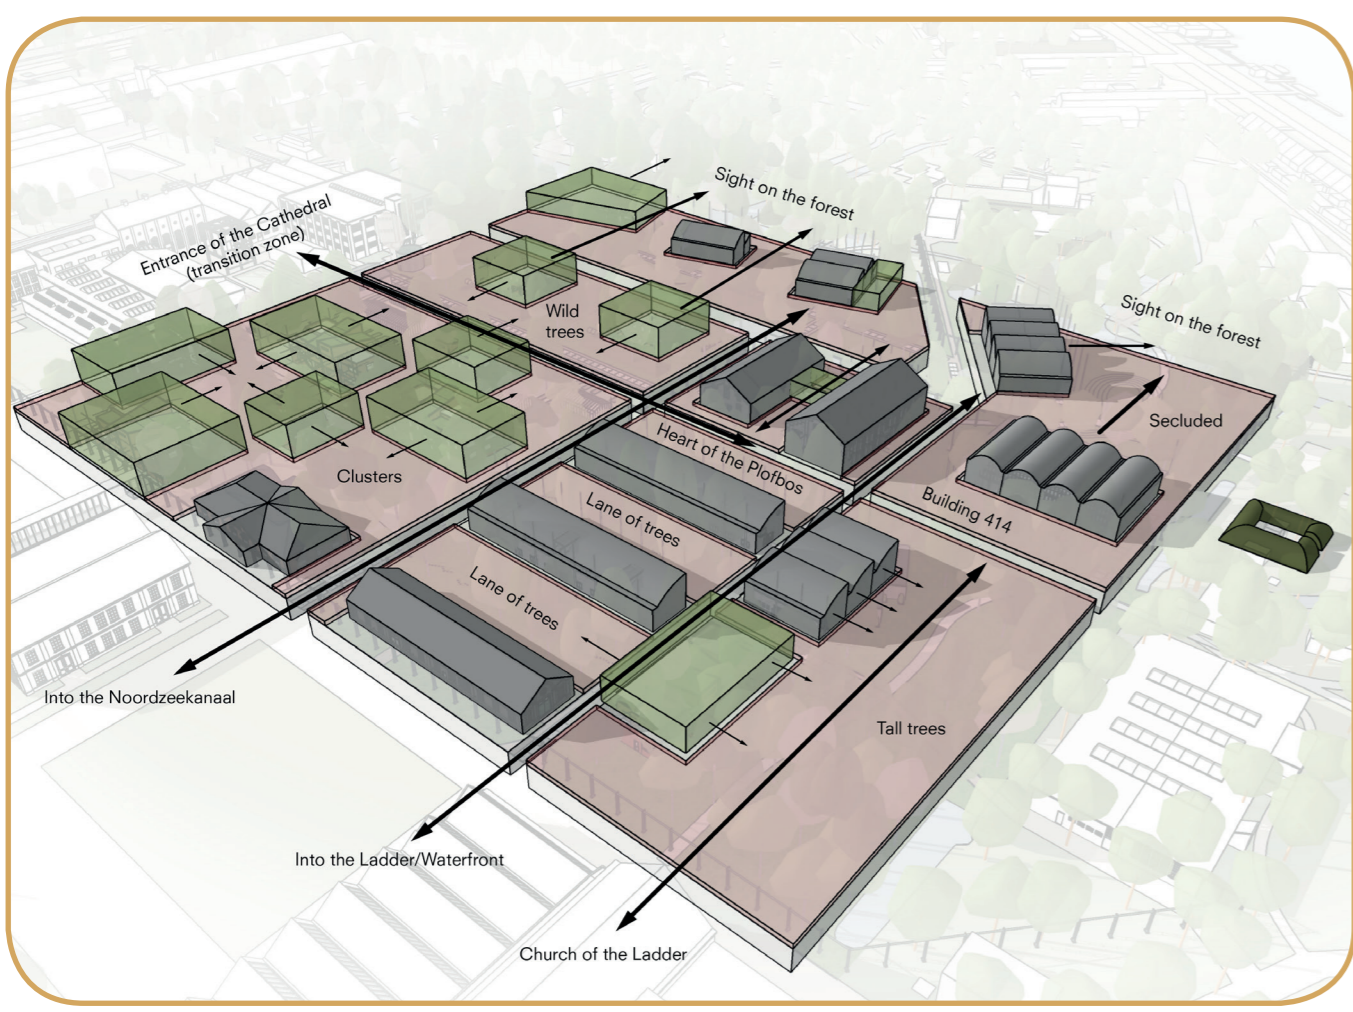 Sight on the forest
Entrance of the Cathedral
(transition zone)
Wild
trees
Sight on the forest
Secluded
Heart of the Plofbos
Clusters
Building 414
Lane of trees
Lane of trees
Into the Noordzeekanaal
Tall trees
Into the Ladder/Waterfront
Church of the Ladder